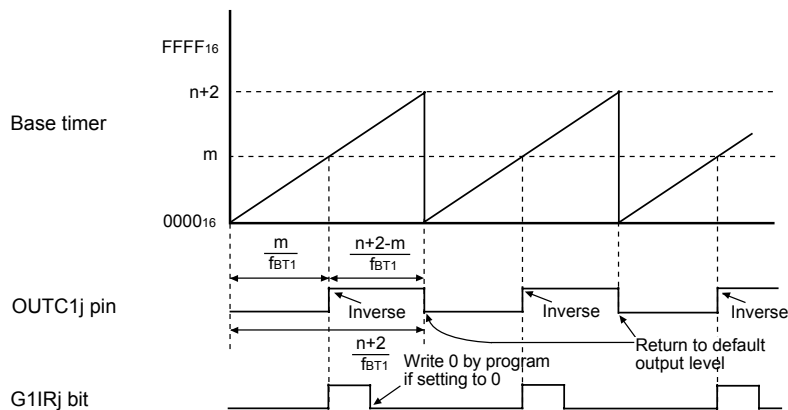 FFFF16
n+2
Base timer
m
000016
m
fBT1
n+2-m
fBT1
OUTC1j pin
Inverse
Inverse
Inverse
n+2
fBT1
Return to default
output level
Write 0 by program
if setting to 0
G1IRj bit